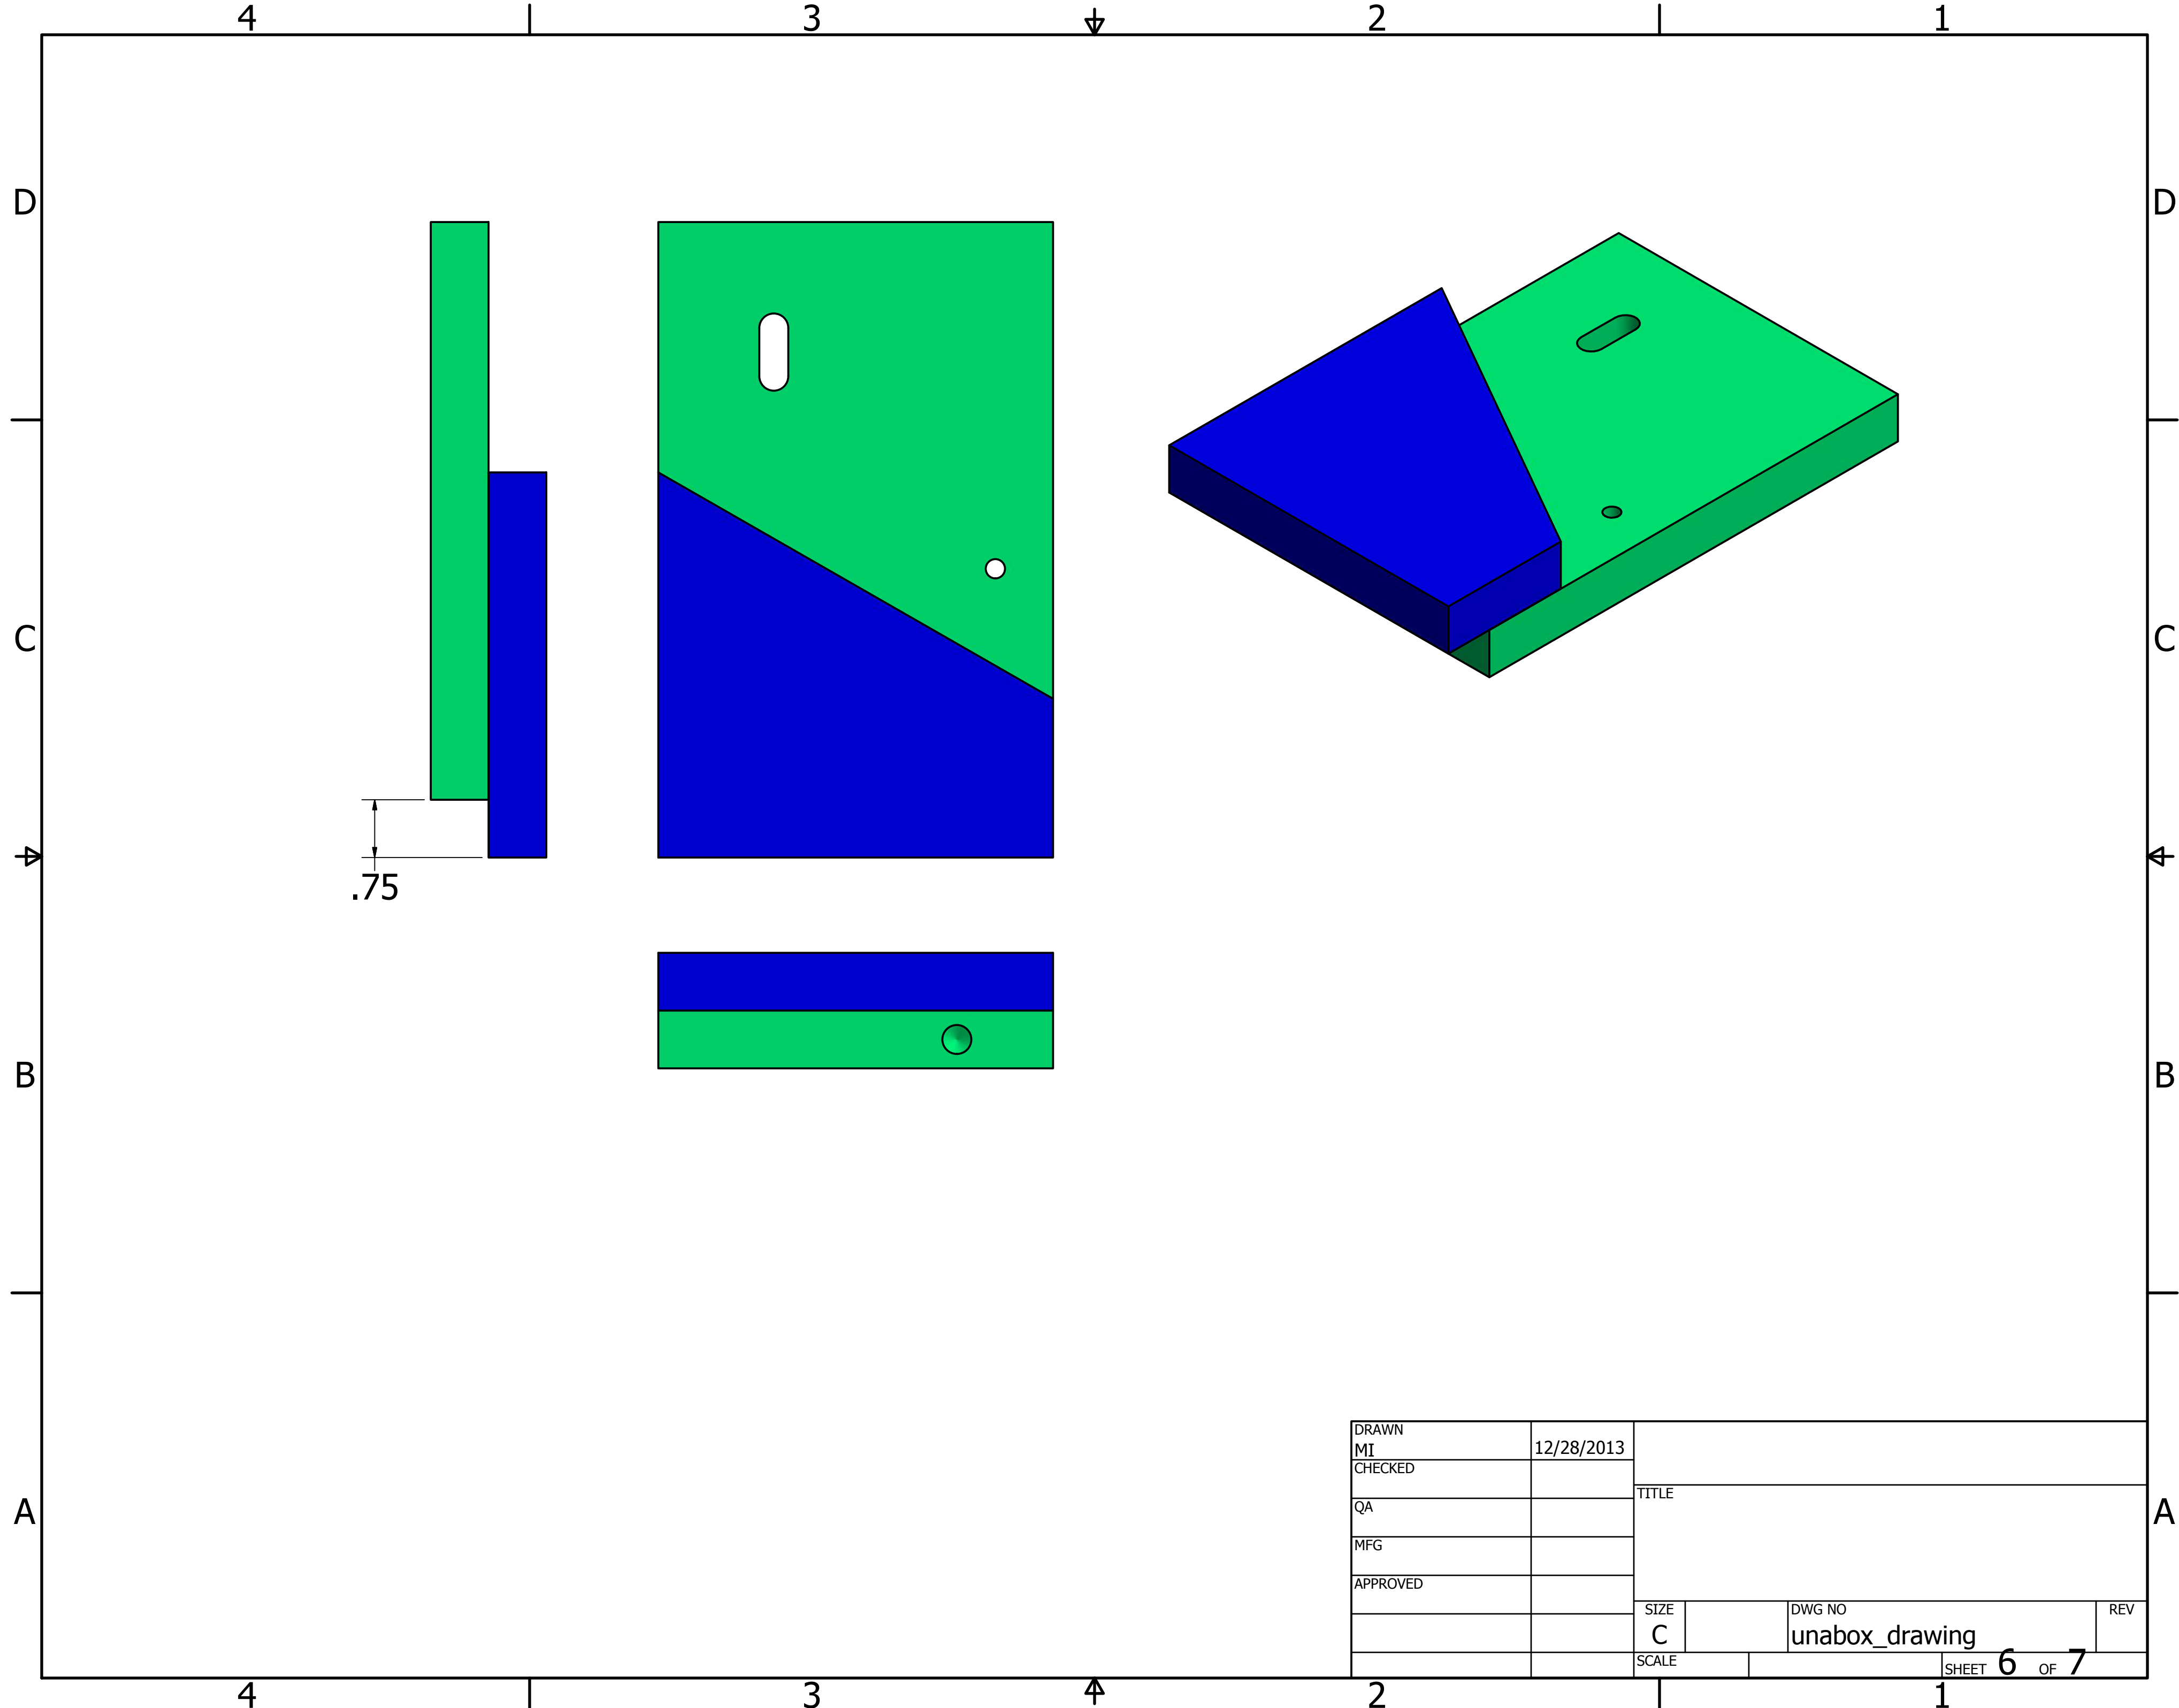 4 3 2 1
D D
C C
.75
B B
DRAWN
MI 12/28/2013
CHECKED
TITLE
QA
A A
MFG
APPROVED
SIZE DWG NO REV
C unabox_drawing
SCALE SHEET 6 OF 7
4 3 2 1